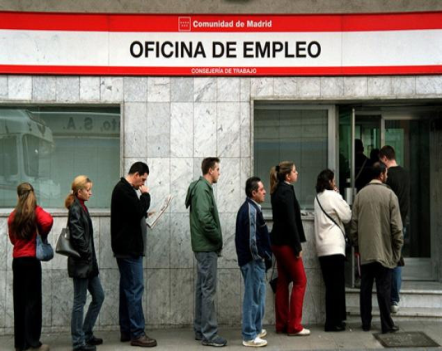 Comunidad de Madrid
OFICINA DE EMPLEO
CONSEJERÍA DE TRABAJO
S.A.